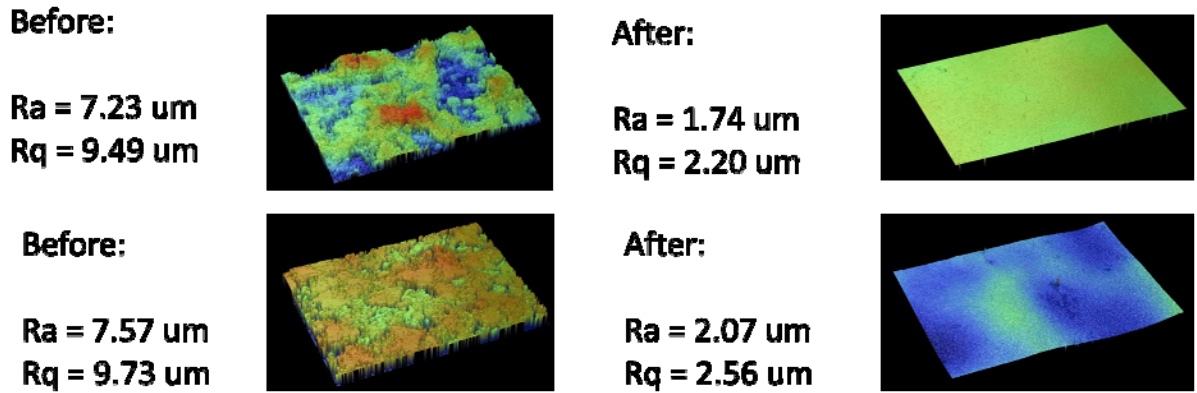 Before:
Ra = 7.23 um
Rq = 9.49 um
After:
Ra = 1.74 um
Rq = 2.20 um
Before:
Ra = 7.57 um
Rq = 9.73 um
After:
Ra = 2.07 um
Rq = 2.56 um